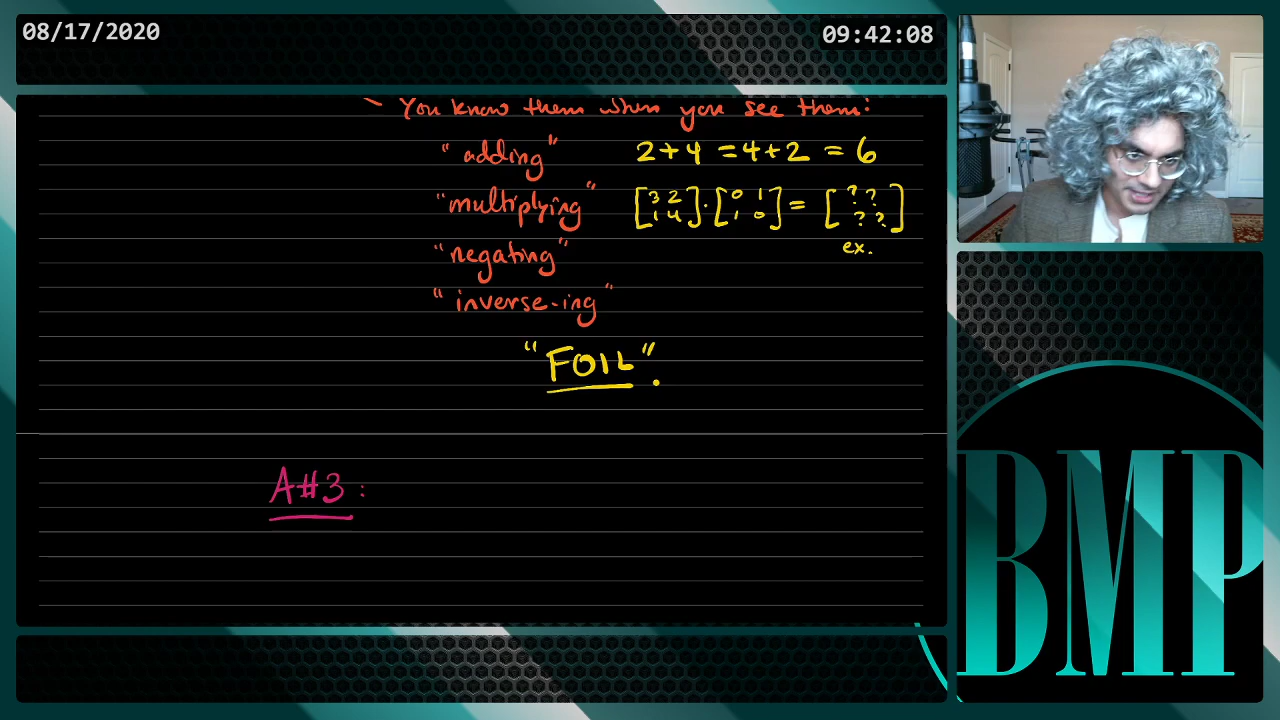 08/17/2020 09:42:08
You know them when you see them:
"adding" 2+4 = 4+2 = 6
"multiplying" [3 2 1 4] · [0 1 1 0] = [? ? ? ?]
ex.
"negating"
"inverse-ing"
"FOIL".
A#3:
BMP